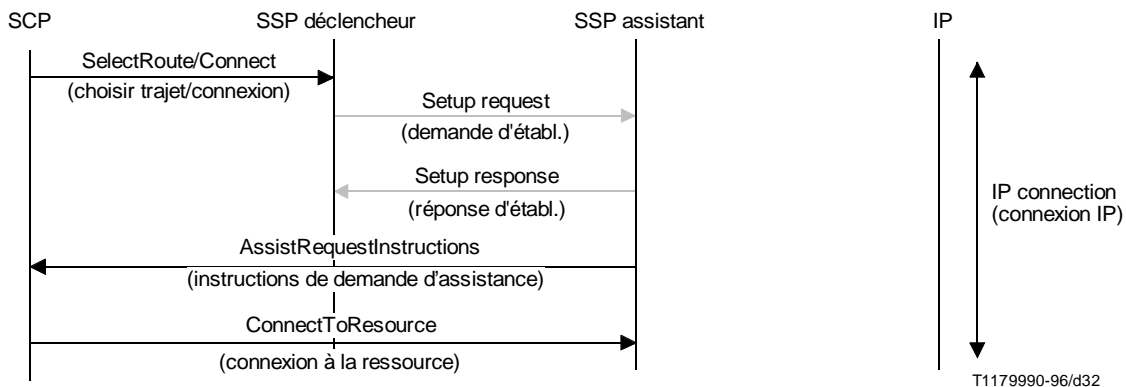 SCP
SSP déclencheur
SSP assistant
IP
SelectRoute/Connect
(choisir trajet/connexion)
Setup request
(demande d'établ.)
Setup response
(réponse d'établ.)
IP connection
(connexion IP)
AssistRequestInstructions
(instructions de demande d'assistance)
ConnectToResource
(connexion à la ressource)
T1179990-96/d32